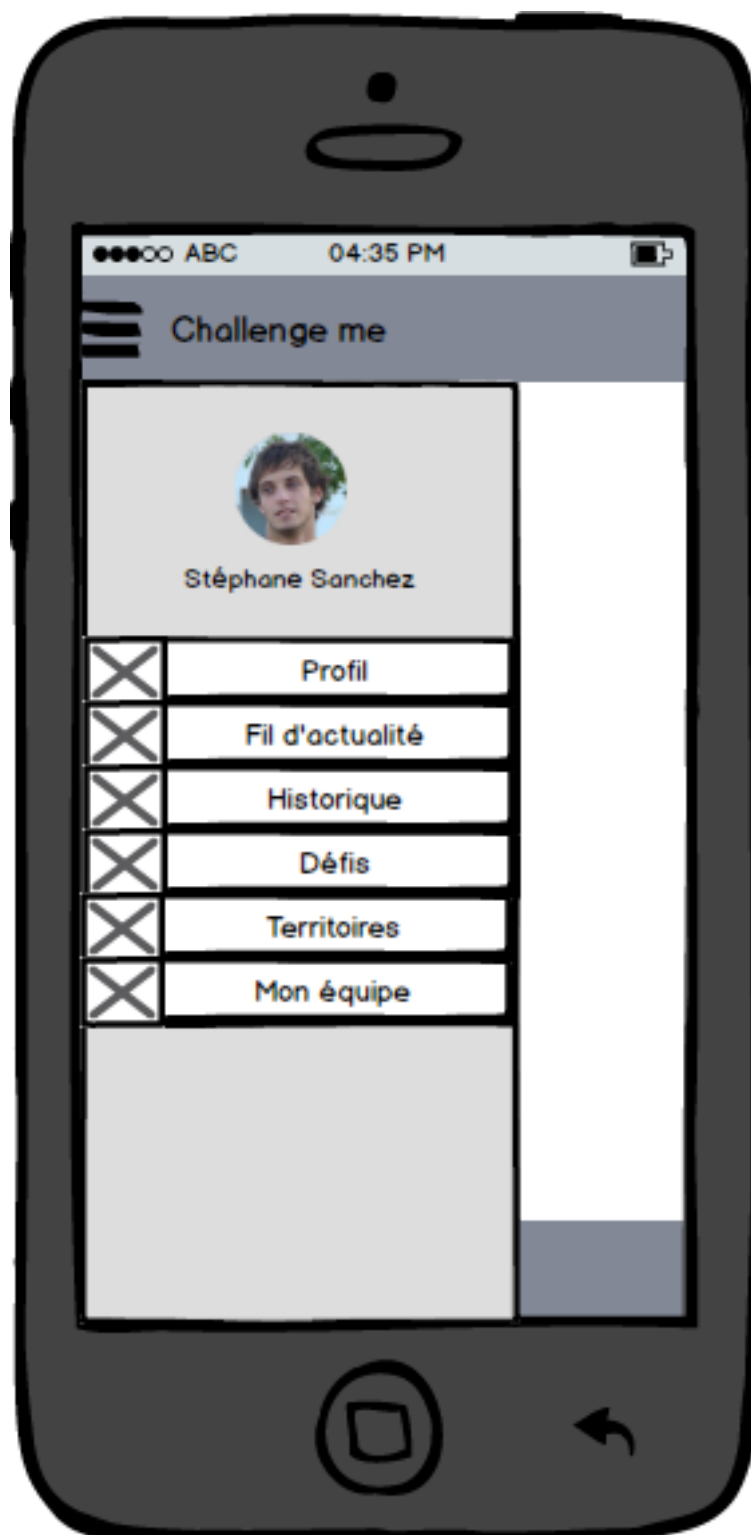 ABC 04:35 PM
Challenge me
Stéphane Sanchez
Profil
Fil d'actualité
Historique
Défis
Territoires
Mon équipe